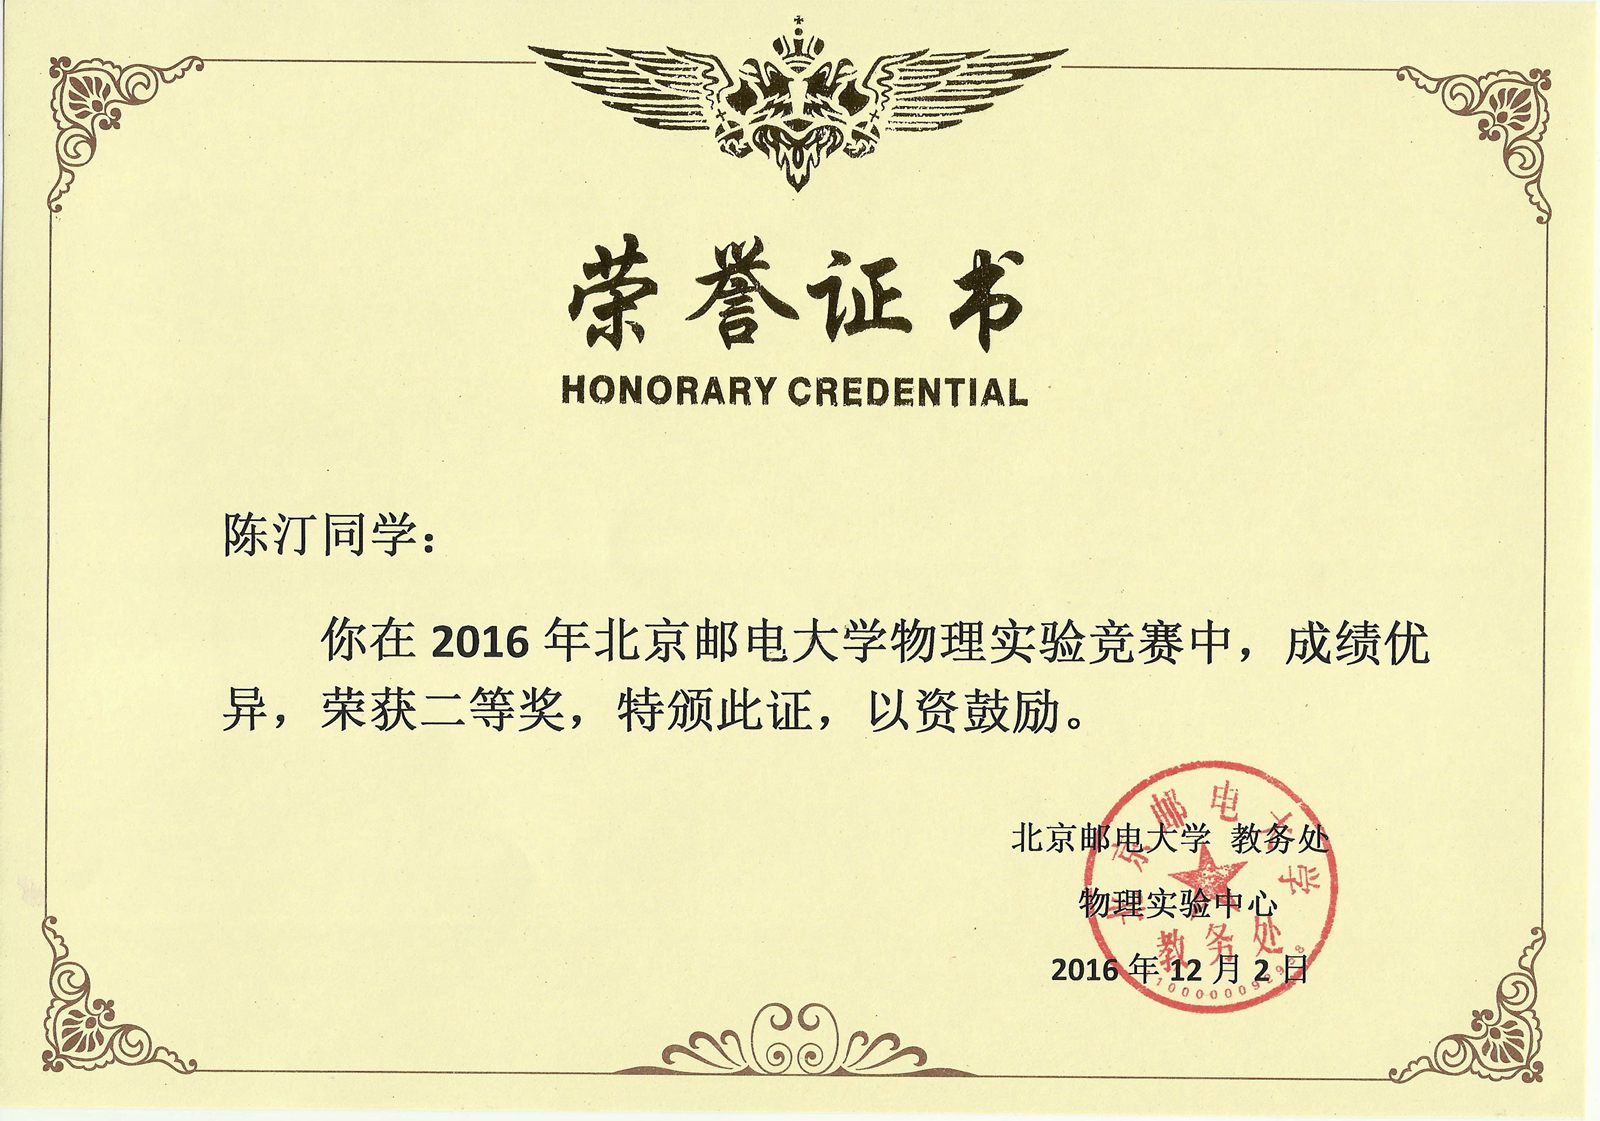 荣誉证书
HONORARY CREDENTIAL
陈汀同学：
你在 2016 年北京邮电大学物理实验竞赛中，成绩优
异，荣获二等奖，特颁此证，以资鼓励。
北京邮电大学 教务处
物理实验中心
2016 年 12 月 2 日
北京邮电大学
教务处